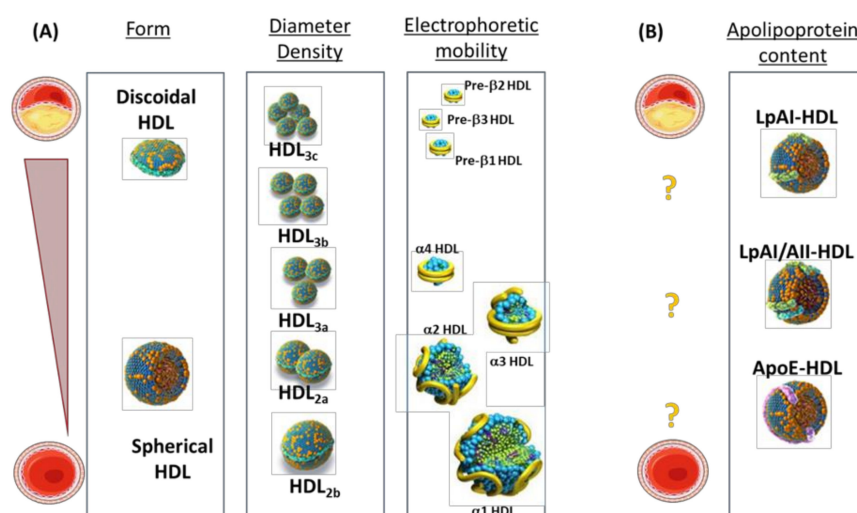 (A)
Form
Diameter
Density
Electrophoretic
mobility
(B)
Apolipoprotein
content
Discoidal
HDL
Spherical
HDL
HDL3c
HDL3b
HDL3a
HDL2a
HDL2b
Pre-β2 HDL
Pre-β3 HDL
Pre-β1 HDL
α4 HDL
α2 HDL
α3 HDL
α1 HDL
?
?
?
LpAI-HDL
LpAI/AII-HDL
ApoE-HDL